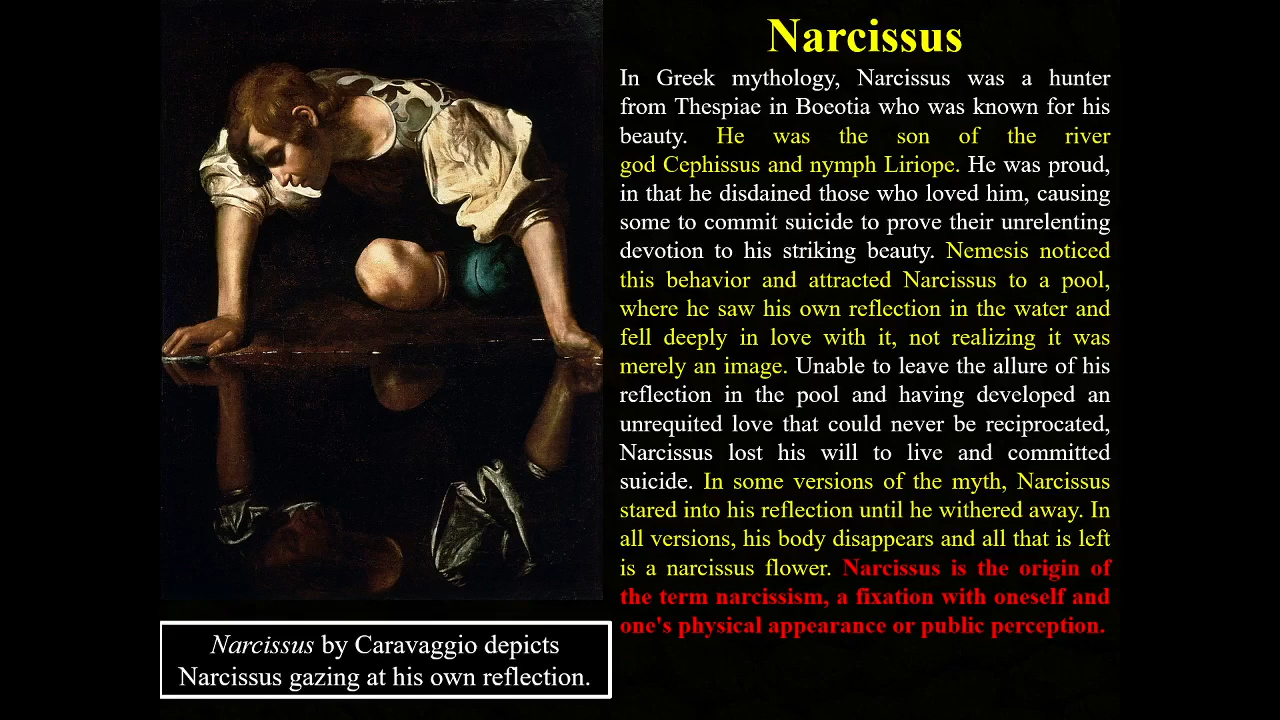 Narcissus
In Greek mythology, Narcissus was a hunter
from Thespiae in Boeotia who was known for his
beauty. He was the son of the river
god Cephissus and nymph Liriope. He was proud,
in that he disdained those who loved him, causing
some to commit suicide to prove their unrelenting
devotion to his striking beauty. Nemesis noticed
this behavior and attracted Narcissus to a pool,
where he saw his own reflection in the water and
fell deeply in love with it, not realizing it was
merely an image. Unable to leave the allure of his
reflection in the pool and having developed an
unrequited love that could never be reciprocated,
Narcissus lost his will to live and committed
suicide. In some versions of the myth, Narcissus
stared into his reflection until he withered away. In
all versions, his body disappears and all that is left
is a narcissus flower. Narcissus is the origin of
the term narcissism, a fixation with oneself and
one's physical appearance or public perception.
Narcissus by Caravaggio depicts
Narcissus gazing at his own reflection.